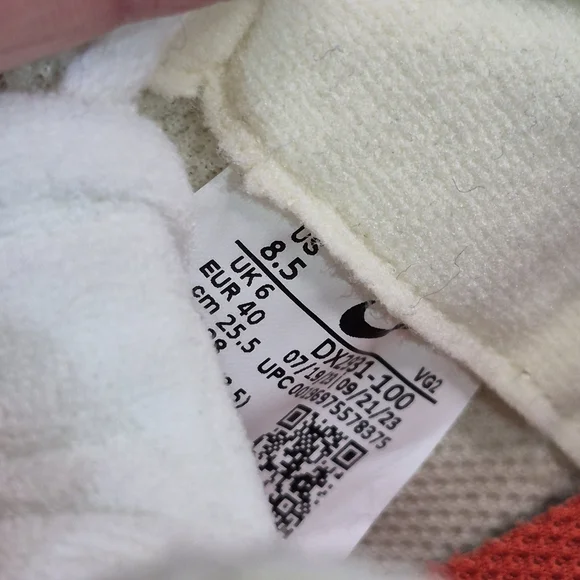 US
8.5
UK 6
EUR 40
cm 25.5
DX2931-100
VG2
07/19/23 09/21/23
UPC 00196975578375